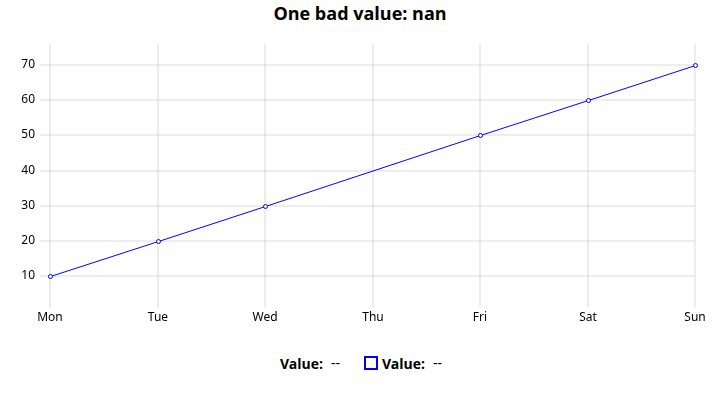 One bad value: nan
70
60
50
40
30
20
10
Mon Tue Wed Thu Fri Sat Sun
Value: -- Value: --